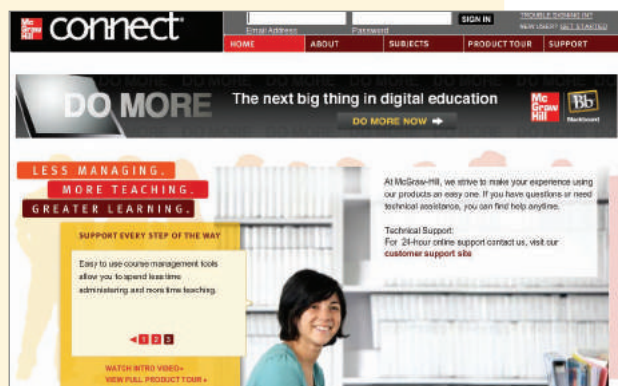 Mc Graw Hill connect
SIGN IN
TROUBLE SIGNING IN?
NEW USER? GET STARTED
Email Address Password
HOME ABOUT SUBJECTS PRODUCT TOUR SUPPORT
DO MORE
The next big thing in digital education
DO MORE NOW
Mc Graw Hill
Bb
Blackboard
LESS MANAGING.
MORE TEACHING.
GREATER LEARNING.
SUPPORT EVERY STEP OF THE WAY
Easy to use course management tools
allow you to spend less time
administering and more time teaching.
1 2 3
WATCH INTRO VIDEO
VIEW FULL PRODUCT TOUR
At McGraw-Hill, we strive to make your experience using
our products an easy one. If you have questions or need
technical assistance, you can find help anytime.
Technical Support:
For 24-hour online support contact us, visit our
customer support site